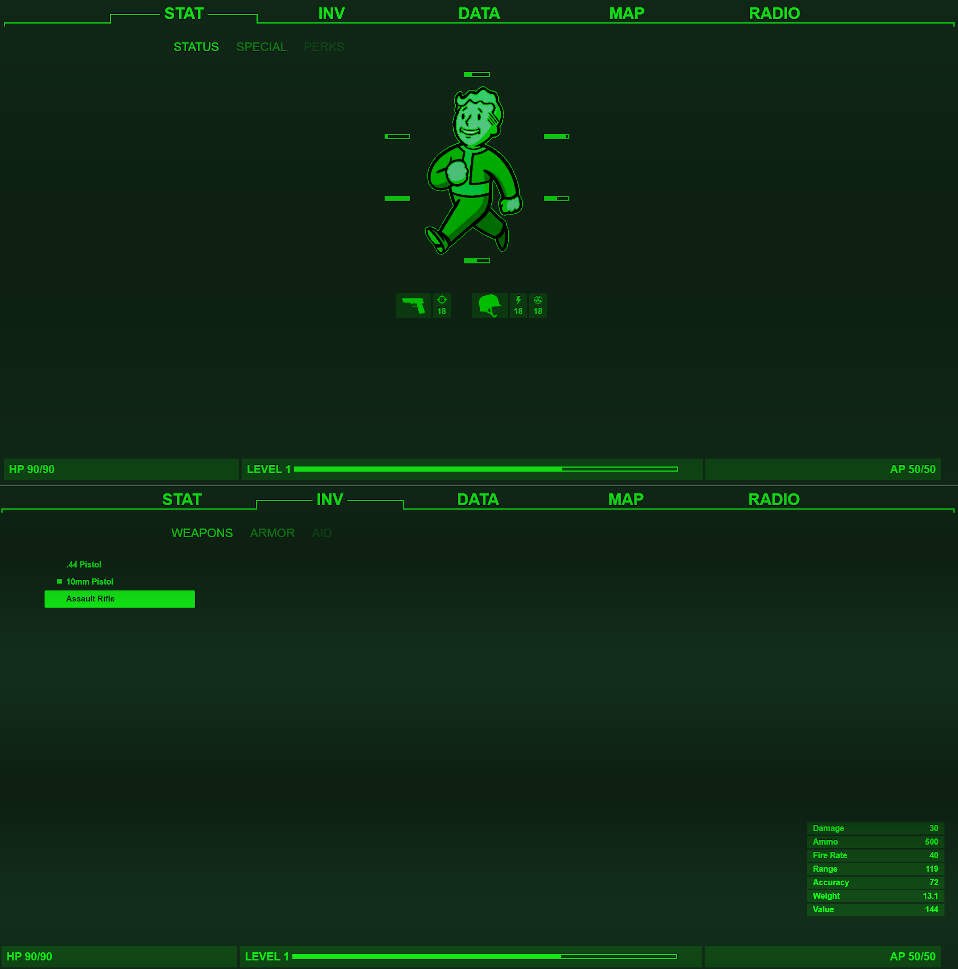 STAT INV DATA MAP RADIO
STATUS SPECIAL PERKS
18 18 18
HP 90/90 LEVEL 1 AP 50/50
STAT INV DATA MAP RADIO
WEAPONS ARMOR AID
.44 Pistol
10mm Pistol
Assault Rifle
Damage 30
Ammo 500
Fire Rate 40
Range 119
Accuracy 72
Weight 13.1
Value 144
HP 90/90 LEVEL 1 AP 50/50